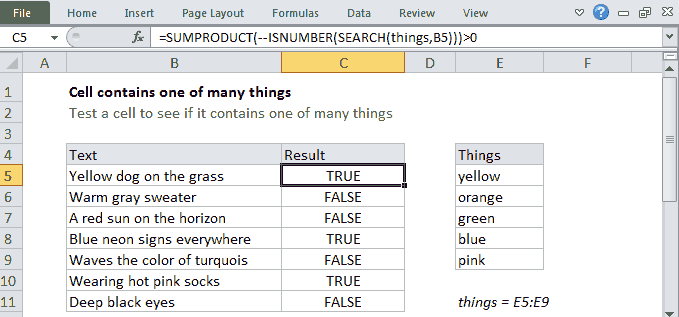 File Insert Page Layout Formulas Data Review View
C5 fx =SUMPRODUCT(--ISNUMBER(SEARCH(things,B5)))>0
A B C D E F
1 Cell contains one of many things
2 Test a cell to see if it contains one of many things
3
4 Text Result Things
5 Yellow dog on the grass TRUE yellow
6 Warm gray sweater FALSE orange
7 A red sun on the horizon FALSE green
8 Blue neon signs everywhere TRUE blue
9 Waves the color of turquois FALSE pink
10 Wearing hot pink socks TRUE
11 Deep black eyes FALSE things = E5:E9